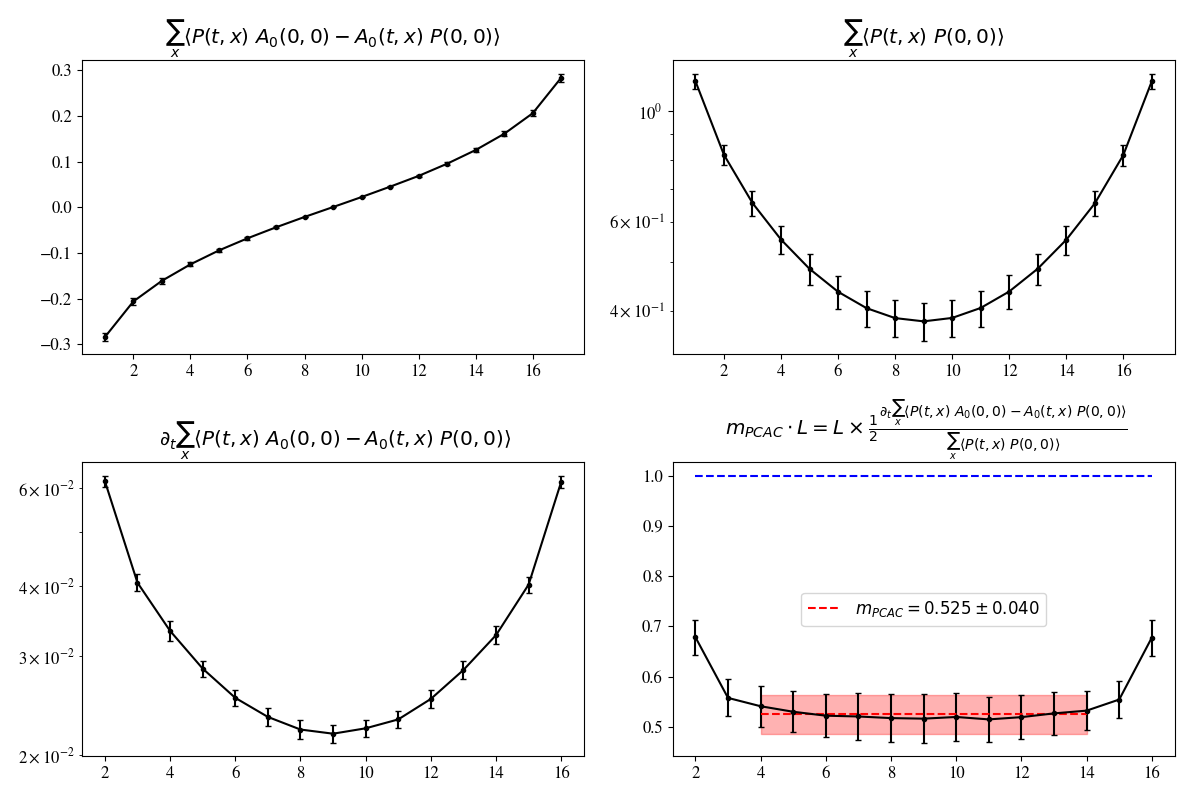 ∑ₓ⟨P(t, x) A₀(0, 0) − A₀(t, x) P(0, 0)⟩
0.3
0.2
0.1
0.0
−0.1
−0.2
−0.3
2 4 6 8 10 12 14 16
∑ₓ⟨P(t, x) P(0, 0)⟩
10⁰
6 × 10⁻¹
4 × 10⁻¹
2 4 6 8 10 12 14 16
∂ₜ∑ₓ⟨P(t, x) A₀(0, 0) − A₀(t, x) P(0, 0)⟩
6 × 10⁻²
4 × 10⁻²
3 × 10⁻²
2 × 10⁻²
2 4 6 8 10 12 14 16
m_PCAC · L = L × ½ ∂ₜ∑ₓ⟨P(t, x) A₀(0, 0) − A₀(t, x) P(0, 0)⟩ / ∑ₓ⟨P(t, x) P(0, 0)⟩
1.0
0.9
0.8
0.7
0.6
0.5
m_PCAC = 0.525 ± 0.040
2 4 6 8 10 12 14 16